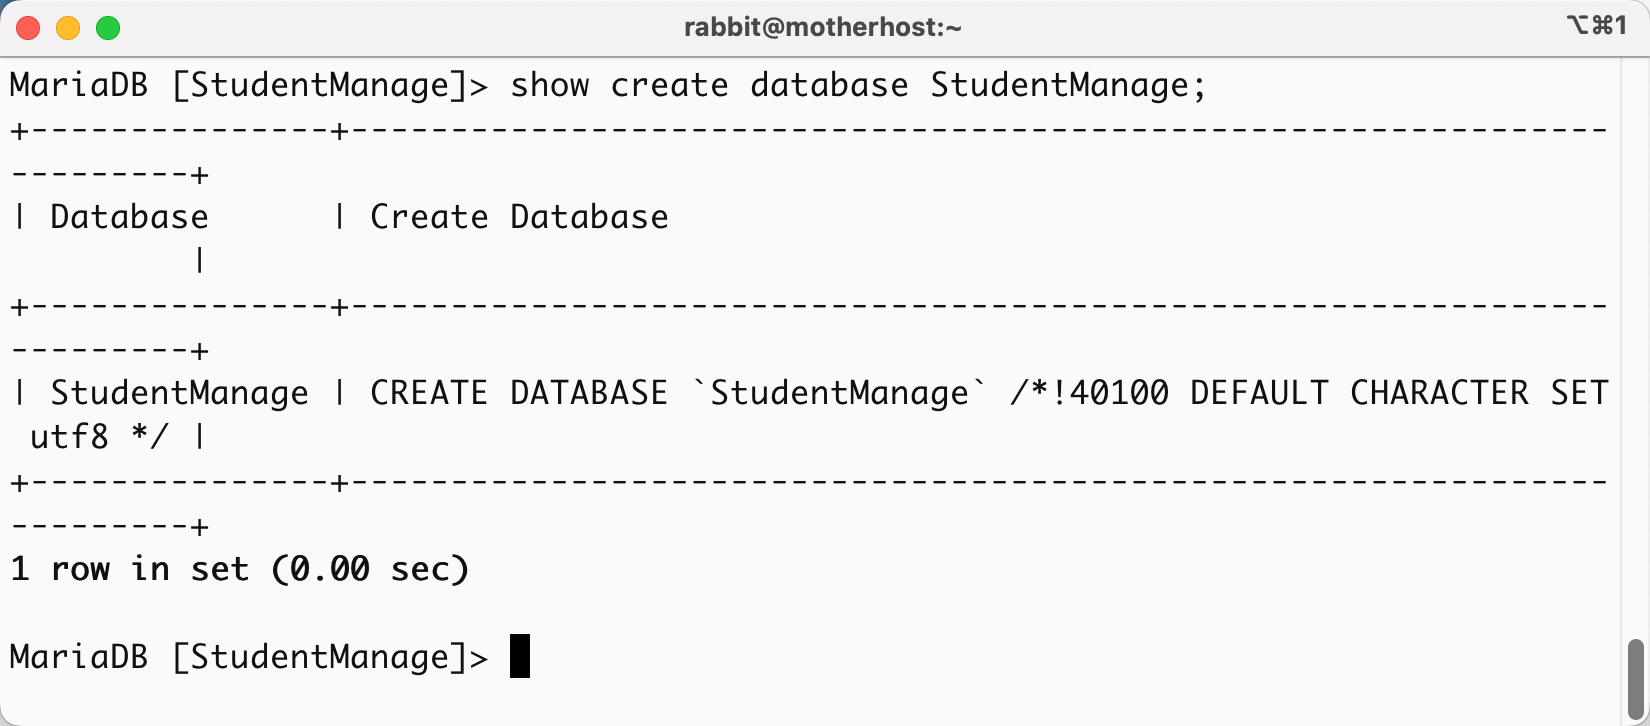 rabbit@motherhost:~
⌥⌘1
MariaDB [StudentManage]> show create database StudentManage;
+---------------+---------------------------------------------------------------
---------+
| Database      | Create Database
         |
+---------------+---------------------------------------------------------------
---------+
| StudentManage | CREATE DATABASE `StudentManage` /*!40100 DEFAULT CHARACTER SET
 utf8 */ |
+---------------+---------------------------------------------------------------
---------+
1 row in set (0.00 sec)
MariaDB [StudentManage]>